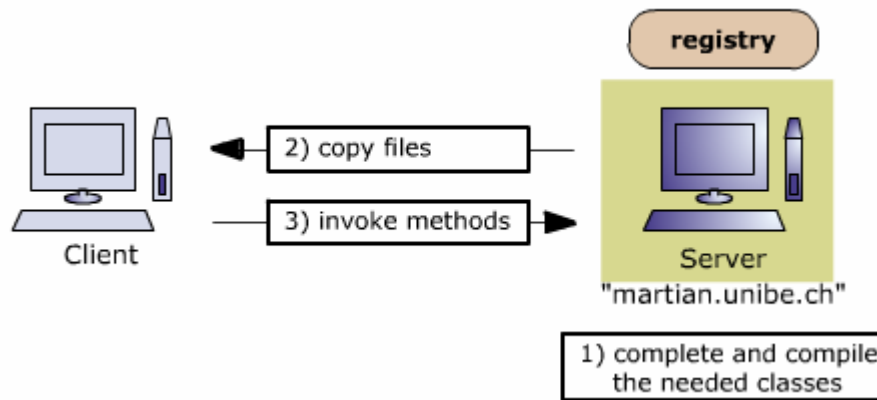 registry
2) copy files
3) invoke methods
Client
Server
"martian.unibe.ch"
1) complete and compile
the needed classes